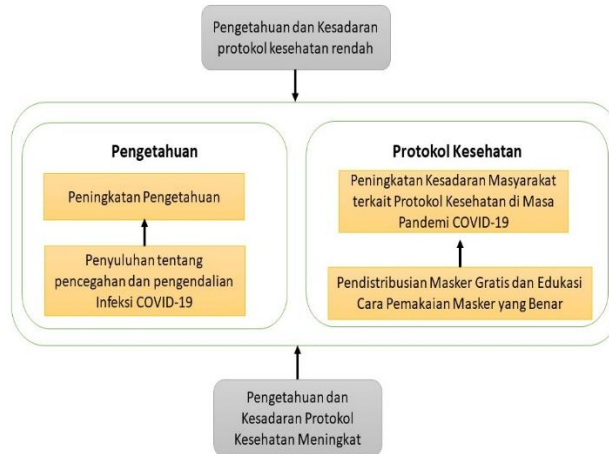 Pengetahuan dan Kesadaran
protokol kesehatan rendah
Pengetahuan
Peningkatan Pengetahuan
Penyuluhan tentang
pencegahan dan pengendalian
Infeksi COVID-19
Protokol Kesehatan
Peningkatan Kesadaran Masyarakat
terkait Protokol Kesehatan di Masa
Pandemi COVID-19
Pendistribusian Masker Gratis dan Edukasi
Cara Pemakaian Masker yang Benar
Pengetahuan dan
Kesadaran Protokol
Kesehatan Meningkat